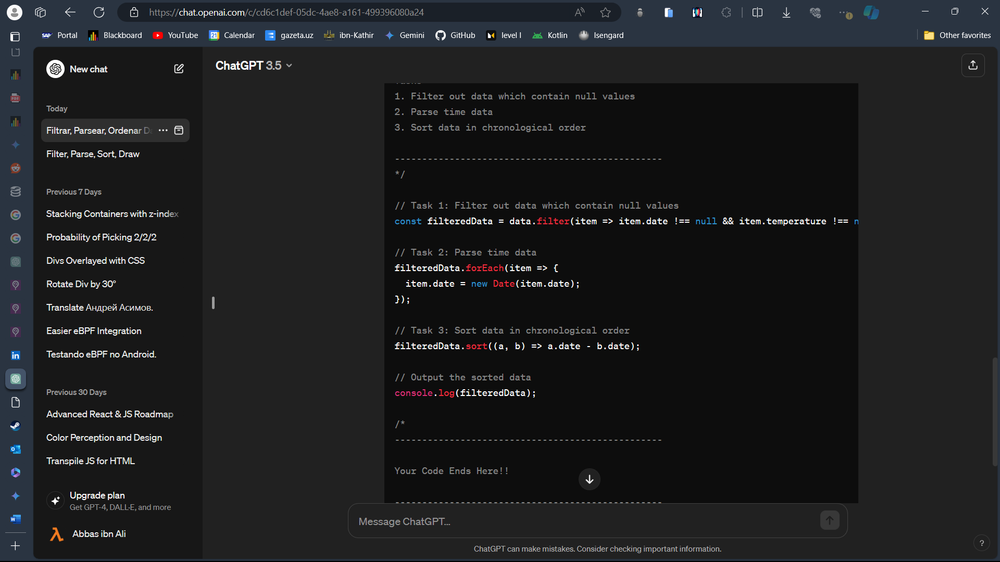 https://chat.openai.com/c/cd6c1def-05dc-4ae8-a161-499396080a24
SAP Portal
Blackboard
YouTube
21 Calendar
gazeta.uz
ibn-Kathir
Gemini
GitHub
level I
Kotlin
Isengard
Other favorites
New chat
Today
Filtrar, Parsear, Ordenar Da
Filter, Parse, Sort, Draw
Previous 7 Days
Stacking Containers with z-index
Probability of Picking 2/2/2
Divs Overlayed with CSS
Rotate Div by 30°
Translate Андрей Асимов.
Easier eBPF Integration
Testando eBPF no Android.
Previous 30 Days
Advanced React & JS Roadmap
Color Perception and Design
Transpile JS for HTML
Upgrade plan
Get GPT-4, DALL·E, and more
Abbas ibn Ali
ChatGPT 3.5
1. Filter out data which contain null values
2. Parse time data
3. Sort data in chronological order
-------------------------------------------------
*/
// Task 1: Filter out data which contain null values
const filteredData = data.filter(item => item.date !== null && item.temperature !== n
// Task 2: Parse time data
filteredData.forEach(item => {
item.date = new Date(item.date);
});
// Task 3: Sort data in chronological order
filteredData.sort((a, b) => a.date - b.date);
// Output the sorted data
console.log(filteredData);
/*
-------------------------------------------------
Your Code Ends Here!!
-------------------------------------------------
Message ChatGPT...
ChatGPT can make mistakes. Consider checking important information.
?